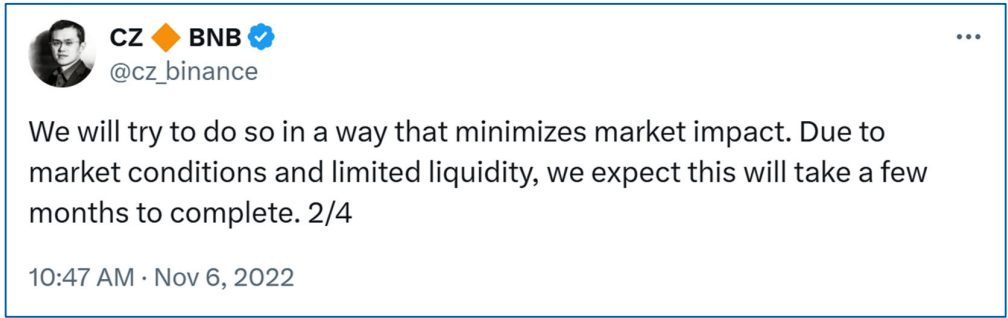 CZ 🔶 BNB
@cz_binance
We will try to do so in a way that minimizes market impact. Due to
market conditions and limited liquidity, we expect this will take a few
months to complete. 2/4
10:47 AM · Nov 6, 2022